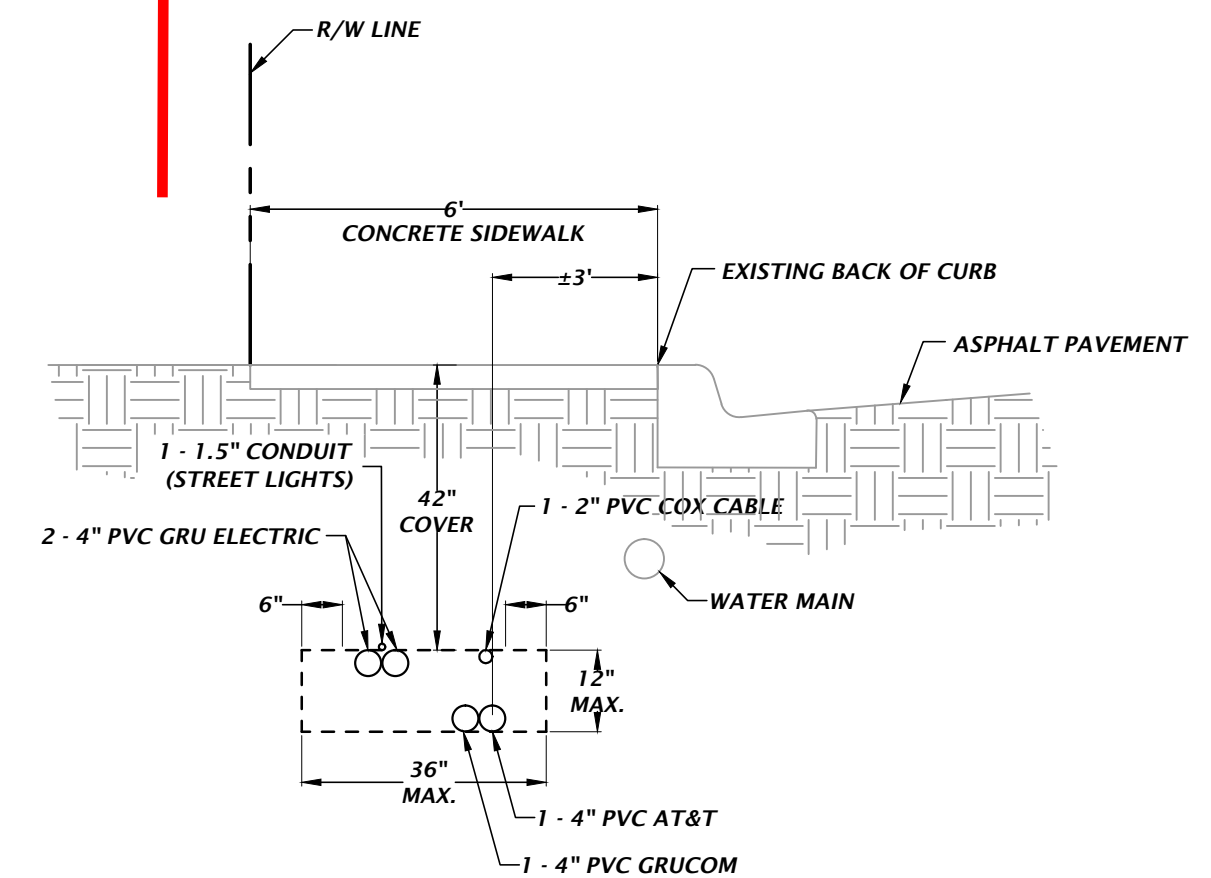 R/W LINE
6'
CONCRETE SIDEWALK
±3'
EXISTING BACK OF CURB
ASPHALT PAVEMENT
1 - 1.5" CONDUIT
(STREET LIGHTS)
42"
COVER
1 - 2" PVC COX CABLE
2 - 4" PVC GRU ELECTRIC
6"
6"
WATER MAIN
12"
MAX.
36"
MAX.
1 - 4" PVC AT&T
1 - 4" PVC GRUCOM